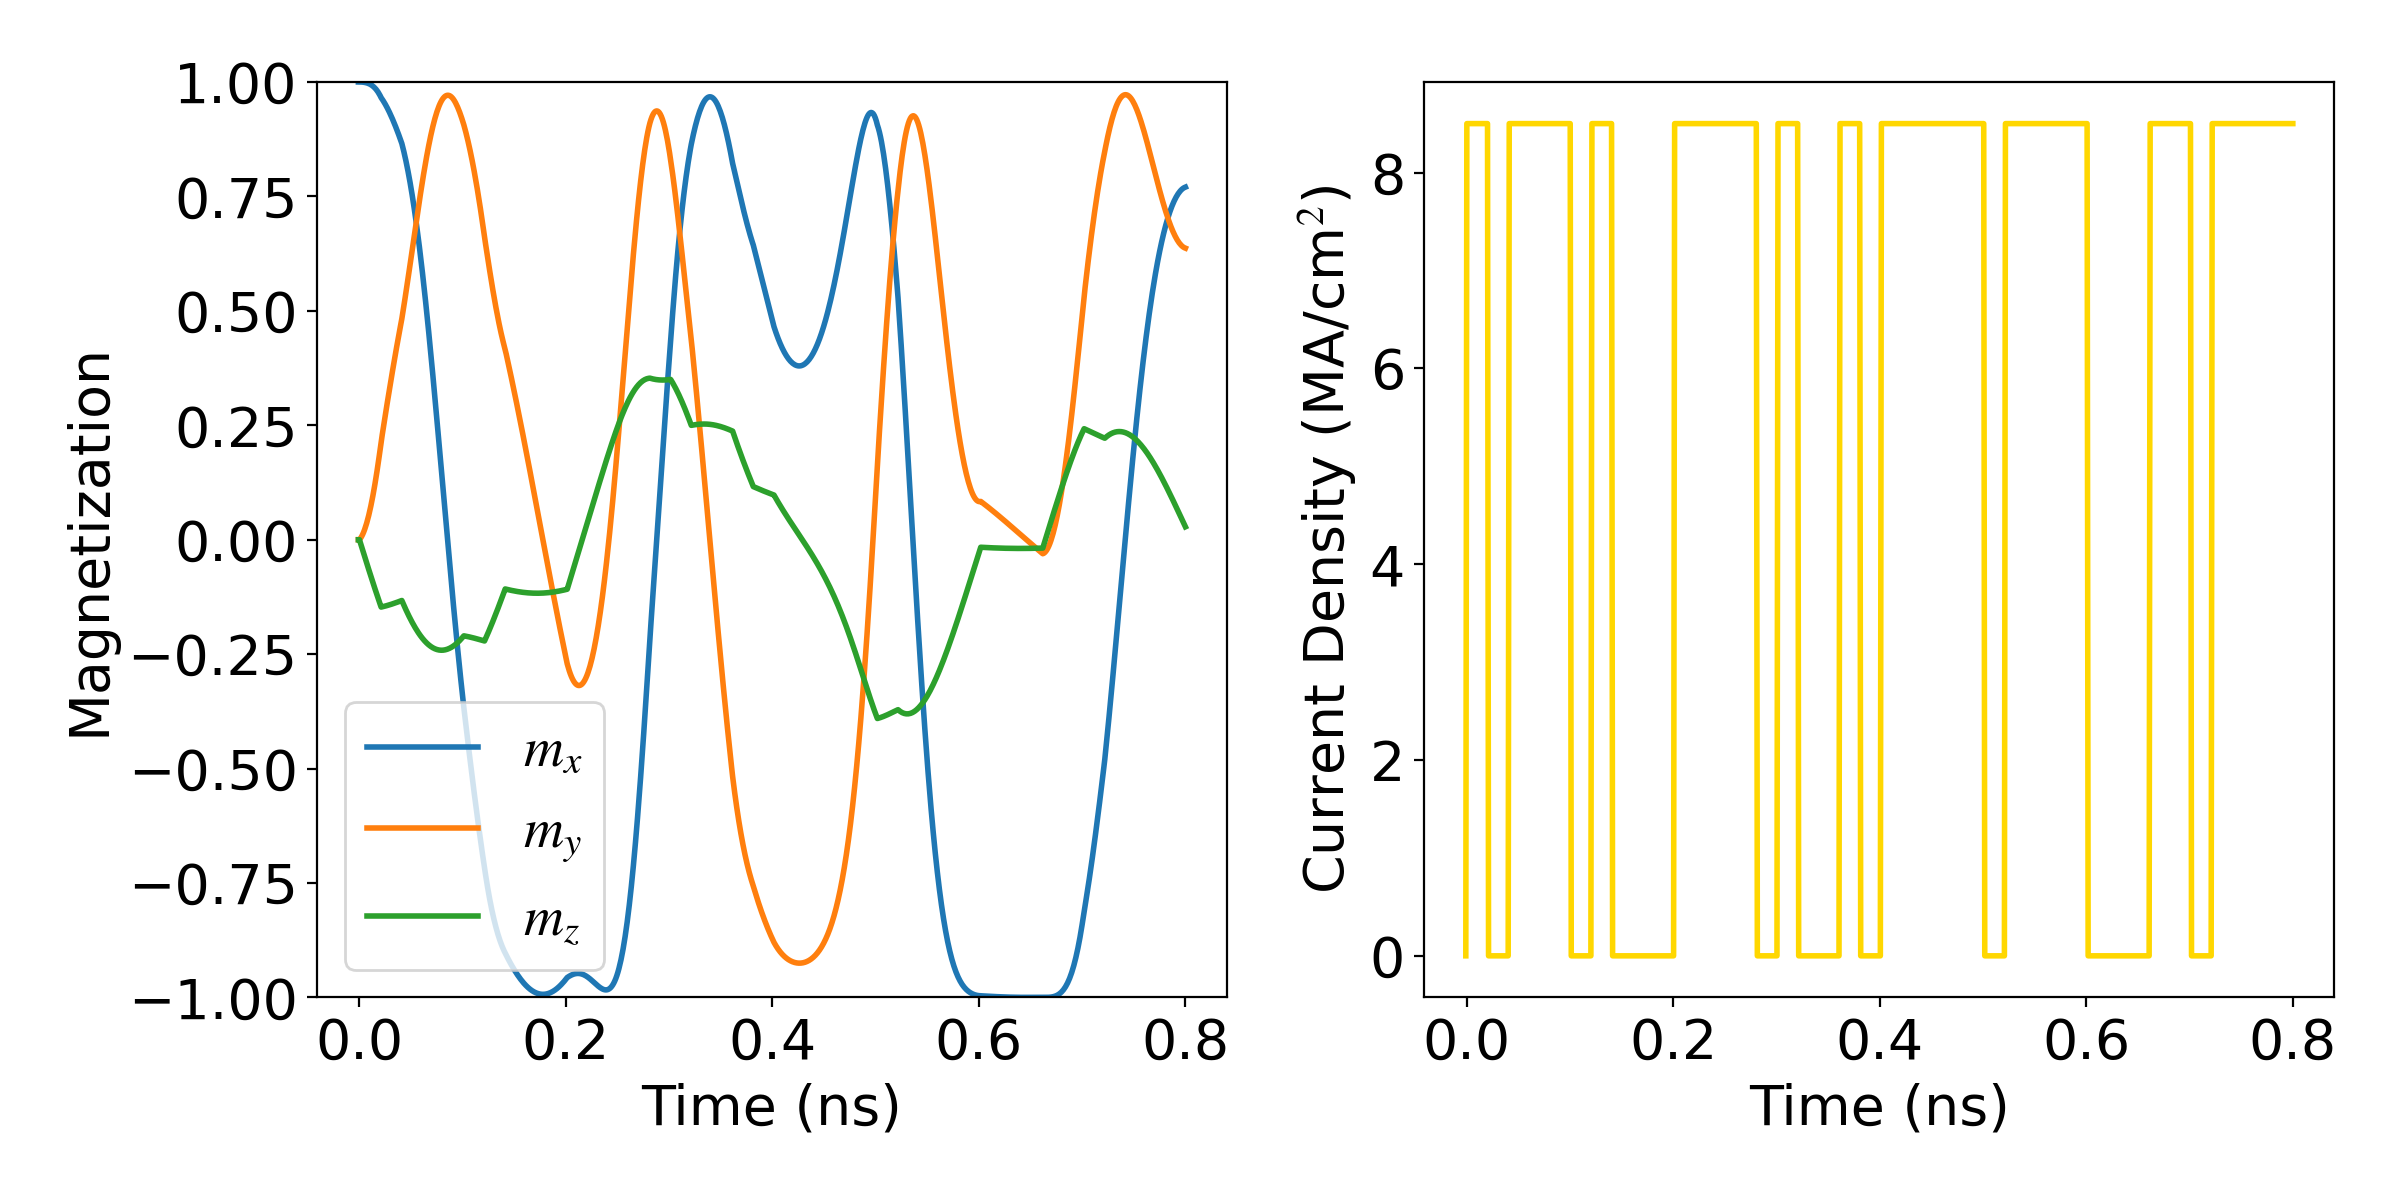 Magnetization
1.00
0.75
0.50
0.25
0.00
−0.25
−0.50
−0.75
−1.00
m_x
m_y
m_z
0.0 0.2 0.4 0.6 0.8
Time (ns)
Current Density (MA/cm²)
8
6
4
2
0
0.0 0.2 0.4 0.6 0.8
Time (ns)